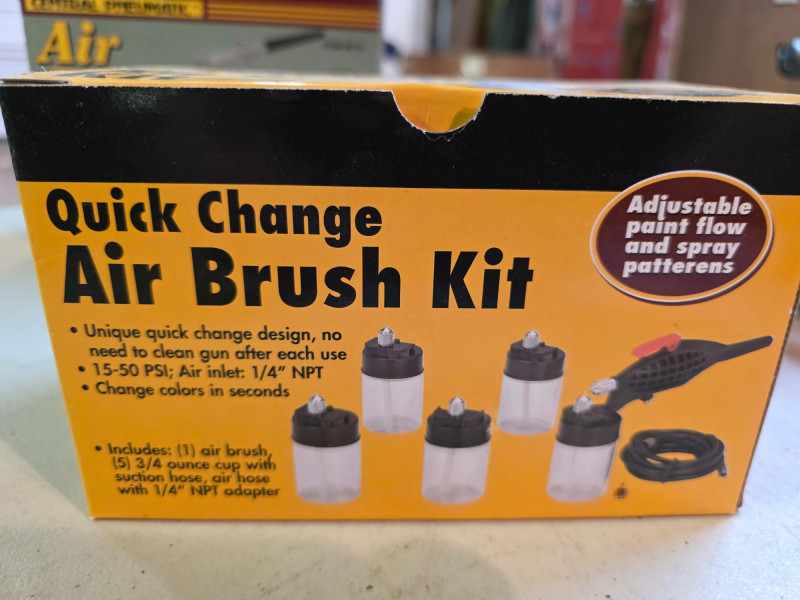 CENTRAL PNEUMATIC
Air
Quick Change
Air Brush Kit
Adjustable
paint flow
and spray
patterens
• Unique quick change design, no
need to clean gun after each use
• 15-50 PSI; Air inlet: 1/4" NPT
• Change colors in seconds
• Includes: (1) air brush,
(5) 3/4 ounce cup with
suction hose, air hose
with 1/4" NPT adapter